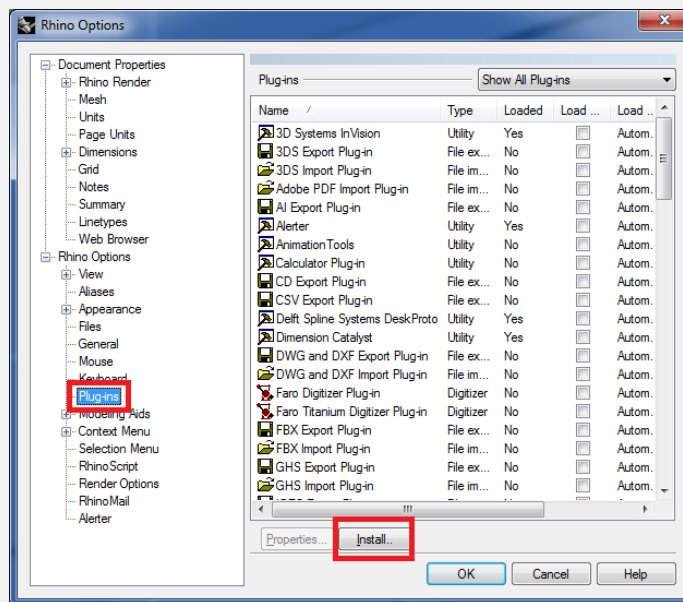 Rhino Options
Document Properties
Rhino Render
Mesh
Units
Page Units
Dimensions
Grid
Notes
Summary
Linetypes
Web Browser
Rhino Options
View
Aliases
Appearance
Files
General
Mouse
Keyboard
Plug-ins
Modeling Aids
Context Menu
Selection Menu
RhinoScript
Render Options
RhinoMail
Alerter
Plug-ins Show All Plug-ins
Name Type Loaded Load ... Load ..
3D Systems InVision Utility Yes Autom.
3DS Export Plug-in File ex... No Autom.
3DS Import Plug-in File im... No Autom.
Adobe PDF Import Plug-in File im... No Autom.
AI Export Plug-in File ex... No Autom.
Alerter Utility Yes Autom.
AnimationTools Utility No Autom.
Calculator Plug-in Utility No Autom.
CD Export Plug-in File ex... No Autom.
CSV Export Plug-in File ex... No Autom.
Delft Spline Systems DeskProto Utility Yes Autom.
Dimension Catalyst Utility Yes Autom.
DWG and DXF Export Plug-in File ex... No Autom.
DWG and DXF Import Plug-in File im... No Autom.
Faro Digitizer Plug-in Digitizer No Autom.
Faro Titanium Digitizer Plug-in Digitizer No Autom.
FBX Export Plug-in File ex... No Autom.
FBX Import Plug-in File im... No Autom.
GHS Export Plug-in File ex... No Autom.
GHS Import Plug-in File im... No Autom.
Properties... Install..
OK Cancel Help